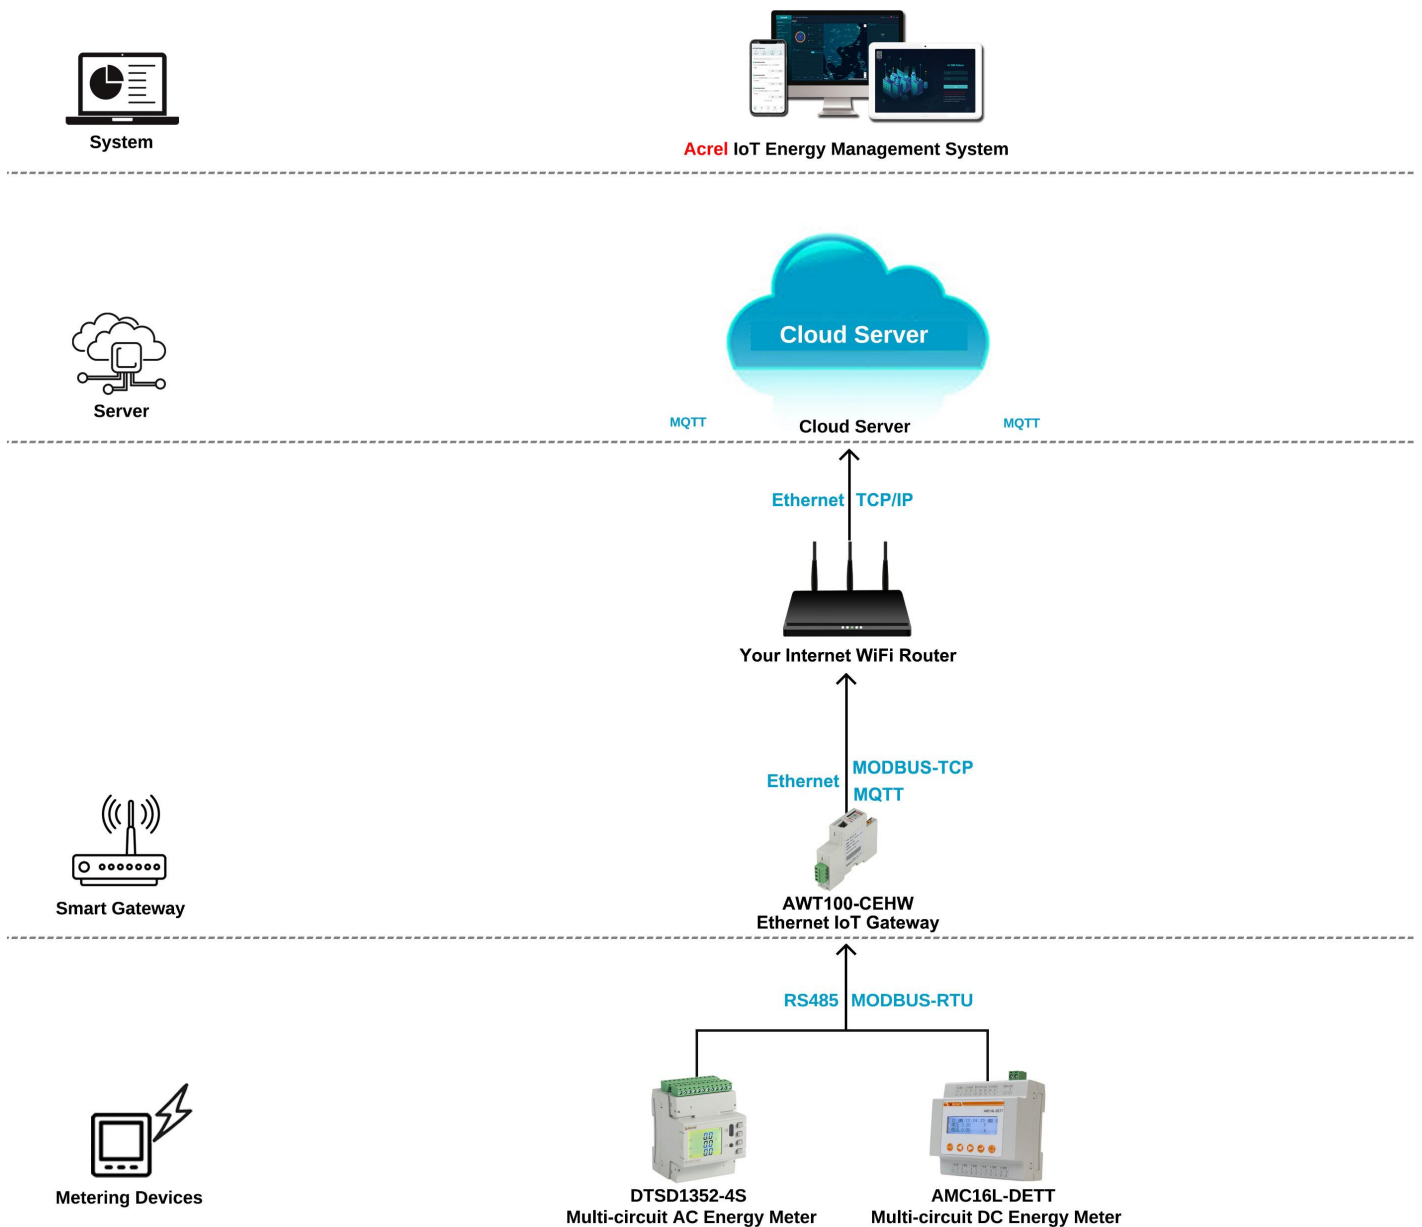 System
Acrel IoT Energy Management System
Cloud Server
Server
MQTT
Cloud Server
MQTT
Ethernet TCP/IP
Your Internet WiFi Router
Ethernet
MODBUS-TCP
MQTT
Smart Gateway
AWT100-CEHW
Ethernet IoT Gateway
RS485 MODBUS-RTU
AMC16L-DETT
Metering Devices
DTSD1352-4S
Multi-circuit AC Energy Meter
AMC16L-DETT
Multi-circuit DC Energy Meter